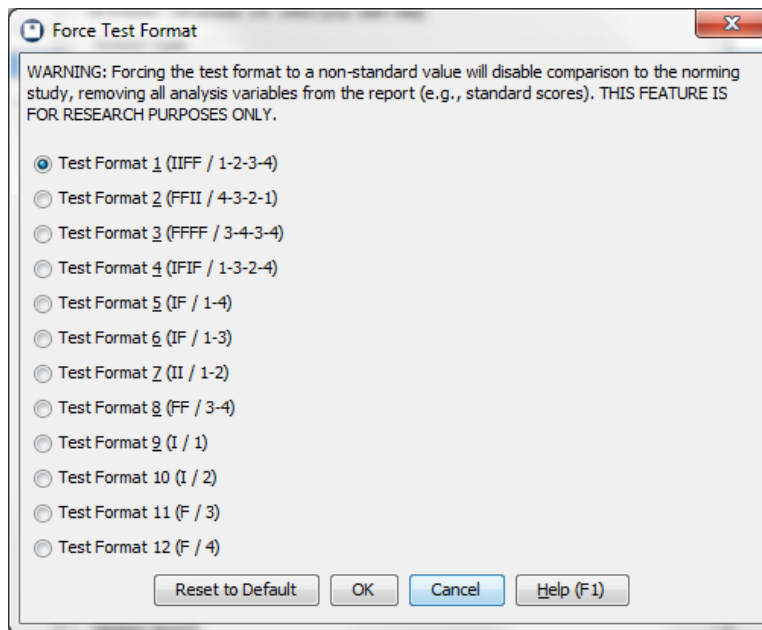 Force Test Format
WARNING: Forcing the test format to a non-standard value will disable comparison to the norming
study, removing all analysis variables from the report (e.g., standard scores). THIS FEATURE IS
FOR RESEARCH PURPOSES ONLY.
Test Format 1 (IIFF / 1-2-3-4)
Test Format 2 (FFII / 4-3-2-1)
Test Format 3 (FFFF / 3-4-3-4)
Test Format 4 (IFIF / 1-3-2-4)
Test Format 5 (IF / 1-4)
Test Format 6 (IF / 1-3)
Test Format 7 (II / 1-2)
Test Format 8 (FF / 3-4)
Test Format 9 (I / 1)
Test Format 10 (I / 2)
Test Format 11 (F / 3)
Test Format 12 (F / 4)
Reset to Default OK Cancel Help (F1)